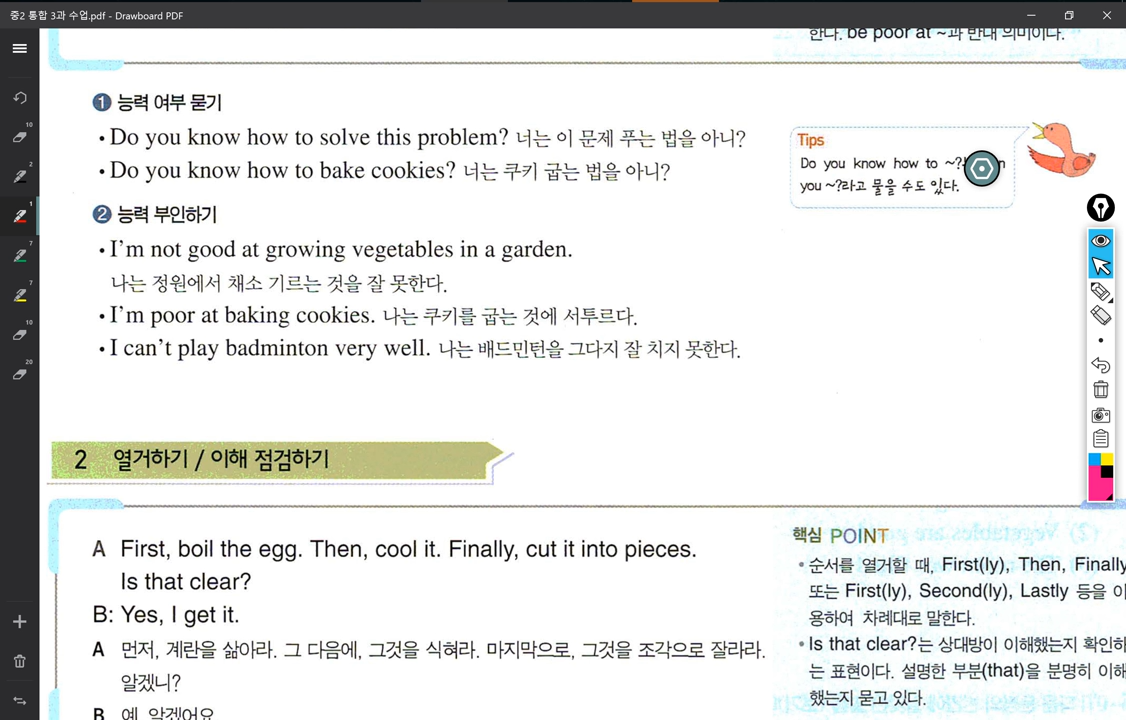 중2 통합 3과 수업.pdf - Drawboard PDF
한다. be poor at ~과 반대 의미이다.
1 능력 여부 묻기
• Do you know how to solve this problem? 너는 이 문제 푸는 법을 아니?
• Do you know how to bake cookies? 너는 쿠키 굽는 법을 아니?
Tips
Do you know how to ~?
you ~?라고 물을 수도 있다.
2 능력 부인하기
• I'm not good at growing vegetables in a garden.
나는 정원에서 채소 기르는 것을 잘 못한다.
• I'm poor at baking cookies. 나는 쿠키를 굽는 것에 서투르다.
• I can't play badminton very well. 나는 배드민턴을 그다지 잘 치지 못한다.
2 열거하기 / 이해 점검하기
A First, boil the egg. Then, cool it. Finally, cut it into pieces.
Is that clear?
B: Yes, I get it.
A 먼저, 계란을 삶아라. 그 다음에, 그것을 식혀라. 마지막으로, 그것을 조각으로 잘라라.
알겠니?
B 예, 알겠어요
핵심 POINT
• 순서를 열거할 때, First(ly), Then, Finally
또는 First(ly), Second(ly), Lastly 등을 이
용하여 차례대로 말한다.
• Is that clear?는 상대방이 이해했는지 확인하
는 표현이다. 설명한 부분(that)을 분명히 이해
했는지 묻고 있다.
10
2
1
7
7
10
20